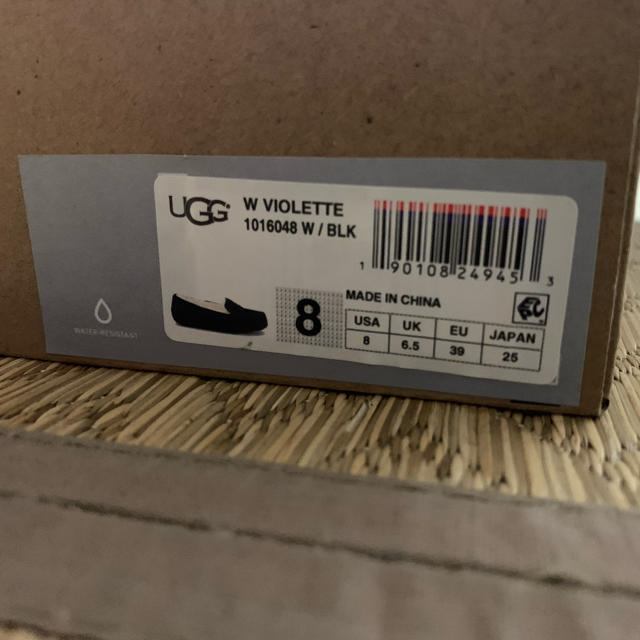 UGG
W VIOLETTE
1016048 W / BLK
1 90108 24945 3
8
MADE IN CHINA
USA UK EU JAPAN
8 6.5 39 25
WATER-RESISTANT